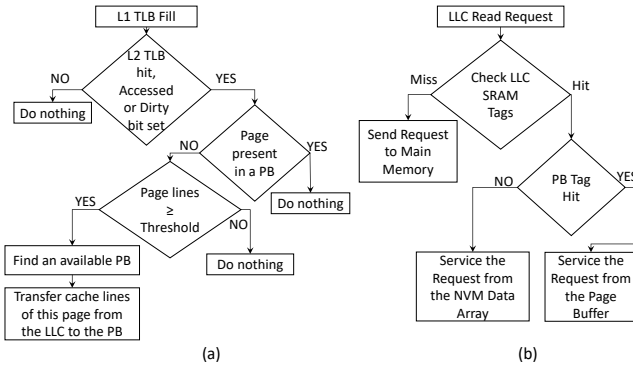 L1 TLB Fill
L2 TLB
hit,
Accessed
or Dirty
bit set
NO
YES
Do nothing
Page
present
in a PB
NO
YES
Do nothing
Page lines
≥
Threshold
YES
NO
Do nothing
Find an available PB
Transfer cache lines
of this page from
the LLC to the PB
(a)
LLC Read Request
Check LLC
SRAM
Tags
Miss
Hit
Send Request
to Main
Memory
PB Tag
Hit
NO
YES
Service the
Request from
the NVM Data
Array
Service the
Request from
the Page
Buffer
(b)